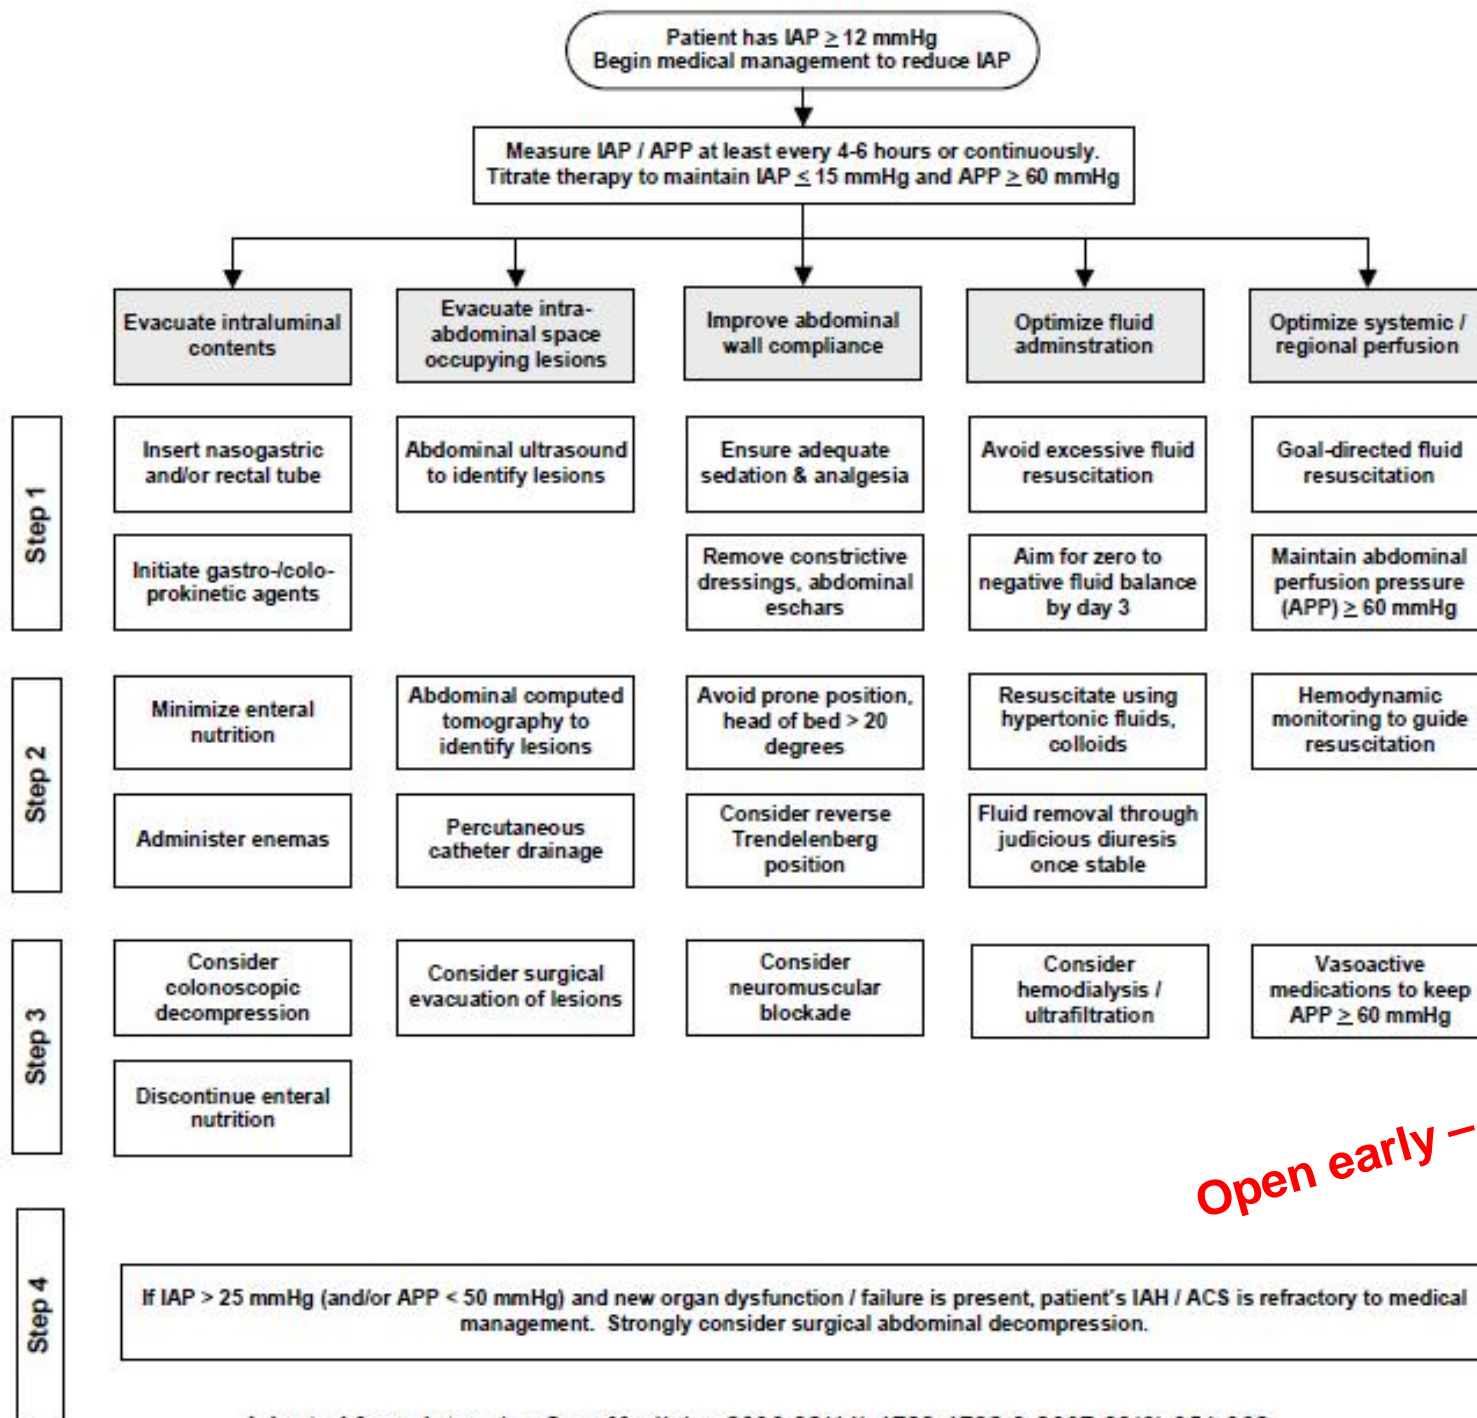 Patient has IAP ≥ 12 mmHg
Begin medical management to reduce IAP
Measure IAP / APP at least every 4-6 hours or continuously.
Titrate therapy to maintain IAP ≤ 15 mmHg and APP ≥ 60 mmHg
Evacuate intraluminal
contents
Evacuate intra-
abdominal space
occupying lesions
Improve abdominal
wall compliance
Optimize fluid
adminstration
Optimize systemic /
regional perfusion
Step 1
Insert nasogastric
and/or rectal tube
Abdominal ultrasound
to identify lesions
Ensure adequate
sedation & analgesia
Avoid excessive fluid
resuscitation
Goal-directed fluid
resuscitation
Initiate gastro-/colo-
prokinetic agents
Remove constrictive
dressings, abdominal
eschars
Aim for zero to
negative fluid balance
by day 3
Maintain abdominal
perfusion pressure
(APP) ≥ 60 mmHg
Step 2
Minimize enteral
nutrition
Abdominal computed
tomography to
identify lesions
Avoid prone position,
head of bed > 20
degrees
Resuscitate using
hypertonic fluids,
colloids
Hemodynamic
monitoring to guide
resuscitation
Administer enemas
Percutaneous
catheter drainage
Consider reverse
Trendelenberg
position
Fluid removal through
judicious diuresis
once stable
Step 3
Consider
colonoscopic
decompression
Consider surgical
evacuation of lesions
Consider
neuromuscular
blockade
Consider
hemodialysis /
ultrafiltration
Vasoactive
medications to keep
APP ≥ 60 mmHg
Discontinue enteral
nutrition
Open early –
Step 4
If IAP > 25 mmHg (and/or APP < 50 mmHg) and new organ dysfunction / failure is present, patient's IAH / ACS is refractory to medical
management. Strongly consider surgical abdominal decompression.